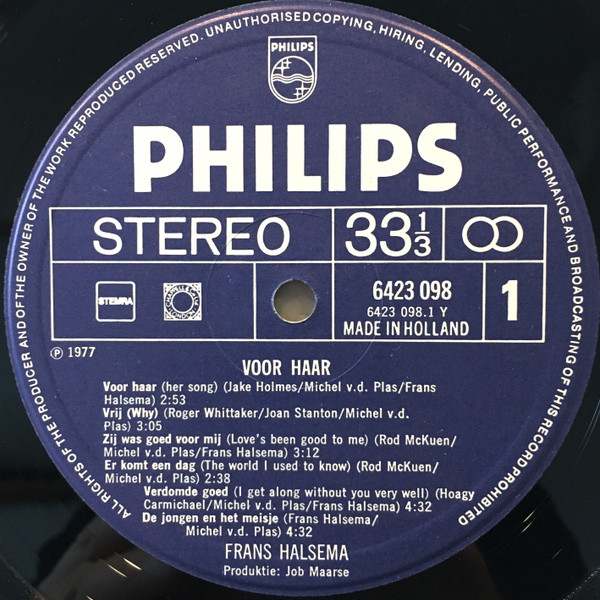 ALL RIGHTS OF THE PRODUCER AND OF THE OWNER OF THE WORK REPRODUCED RESERVED. UNAUTHORISED COPYING, HIRING, LENDING, PUBLIC PERFORMANCE AND BROADCASTING OF THIS RECORD PROHIBITED
PHILIPS
PHILIPS
STEREO 33 1/3
STEMRA
6423 098
6423 098.1 Y
MADE IN HOLLAND
1
℗ 1977
VOOR HAAR
Voor haar (her song) (Jake Holmes/Michel v.d. Plas/Frans
Halsema) 2:53
Vrij (Why) (Roger Whittaker/Joan Stanton/Michel v.d.
Plas) 3:05
Zij was goed voor mij (Love's been good to me) (Rod McKuen/
Michel v.d. Plas/Frans Halsema) 3:12
Er komt een dag (The world I used to know) (Rod McKuen/
Michel v.d. Plas) 2:38
Verdomde goed (I get along without you very well) (Hoagy
Carmichael/Michel v.d. Plas/Frans Halsema) 4:32
De jongen en het meisje (Frans Halsema/
Michel v.d. Plas) 4:32
FRANS HALSEMA
Produktie: Job Maarse